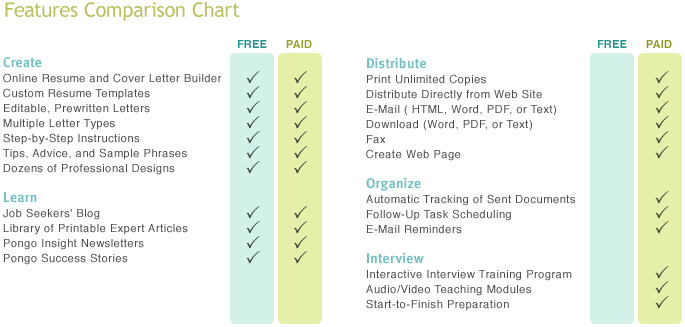 Features Comparison Chart
FREE PAID
Create
Online Resume and Cover Letter Builder
Custom Resume Templates
Editable, Prewritten Letters
Multiple Letter Types
Step-by-Step Instructions
Tips, Advice, and Sample Phrases
Dozens of Professional Designs
Learn
Job Seekers' Blog
Library of Printable Expert Articles
Pongo Insight Newsletters
Pongo Success Stories
FREE PAID
Distribute
Print Unlimited Copies
Distribute Directly from Web Site
E-Mail ( HTML, Word, PDF, or Text)
Download (Word, PDF, or Text)
Fax
Create Web Page
Organize
Automatic Tracking of Sent Documents
Follow-Up Task Scheduling
E-Mail Reminders
Interview
Interactive Interview Training Program
Audio/Video Teaching Modules
Start-to-Finish Preparation